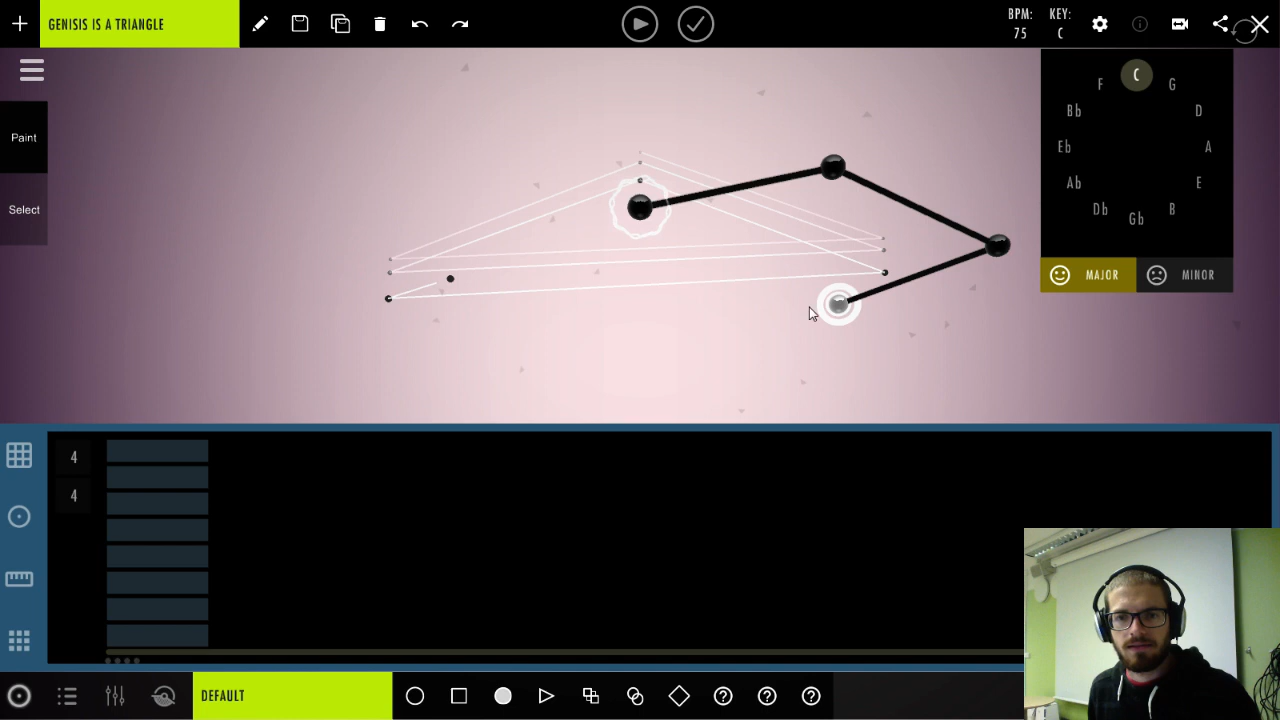 GENISIS IS A TRIANGLE
BPM:
75
KEY:
C
Paint
Select
C
F
G
Bb
D
Eb
A
Ab
E
Db
B
Gb
MAJOR
MINOR
4
4
DEFAULT